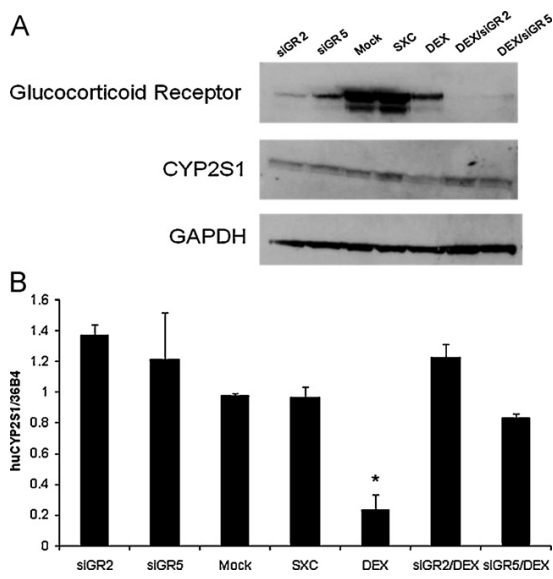 A
siGR2
siGR5
Mock
SXC
DEX
DEX/siGR2
DEX/siGR5
Glucocorticoid Receptor
CYP2S1
GAPDH
B
huCYP2S1/36B4
1.6
1.4
1.2
1
0.8
0.6
0.4
0.2
0
*
siGR2
siGR5
Mock
SXC
DEX
siGR2/DEX
siGR5/DEX